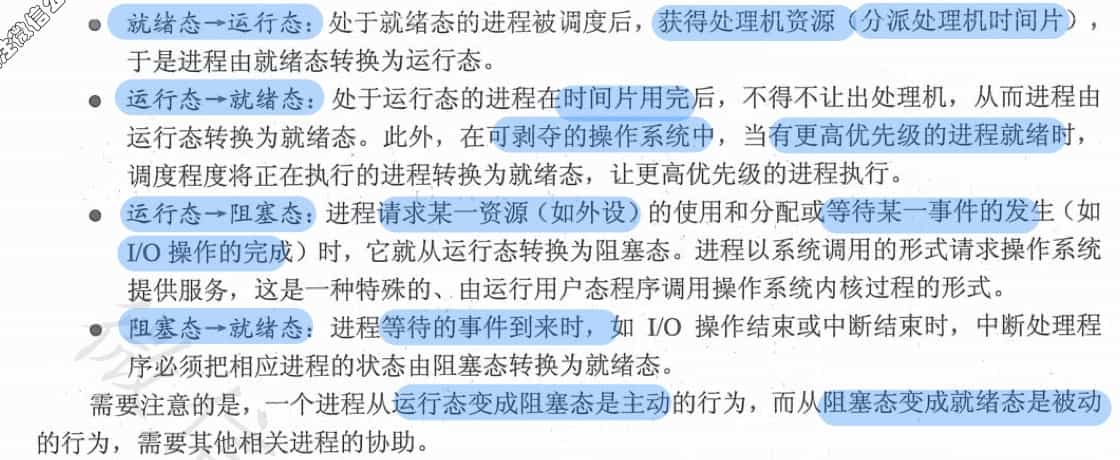 就绪态→运行态：处于就绪态的进程被调度后，获得处理机资源（分派处理机时间片），
于是进程由就绪态转换为运行态。
运行态→就绪态：处于运行态的进程在时间片用完后，不得不让出处理机，从而进程由
运行态转换为就绪态。此外，在可剥夺的操作系统中，当有更高优先级的进程就绪时，
调度程度将正在执行的进程转换为就绪态，让更高优先级的进程执行。
运行态→阻塞态：进程请求某一资源（如外设）的使用和分配或等待某一事件的发生（如
I/O 操作的完成）时，它就从运行态转换为阻塞态。进程以系统调用的形式请求操作系统
提供服务，这是一种特殊的、由运行用户态程序调用操作系统内核过程的形式。
阻塞态→就绪态：进程等待的事件到来时，如 I/O 操作结束或中断结束时，中断处理程
序必须把相应进程的状态由阻塞态转换为就绪态。
需要注意的是，一个进程从运行态变成阻塞态是主动的行为，而从阻塞态变成就绪态是被动
的行为，需要其他相关进程的协助。